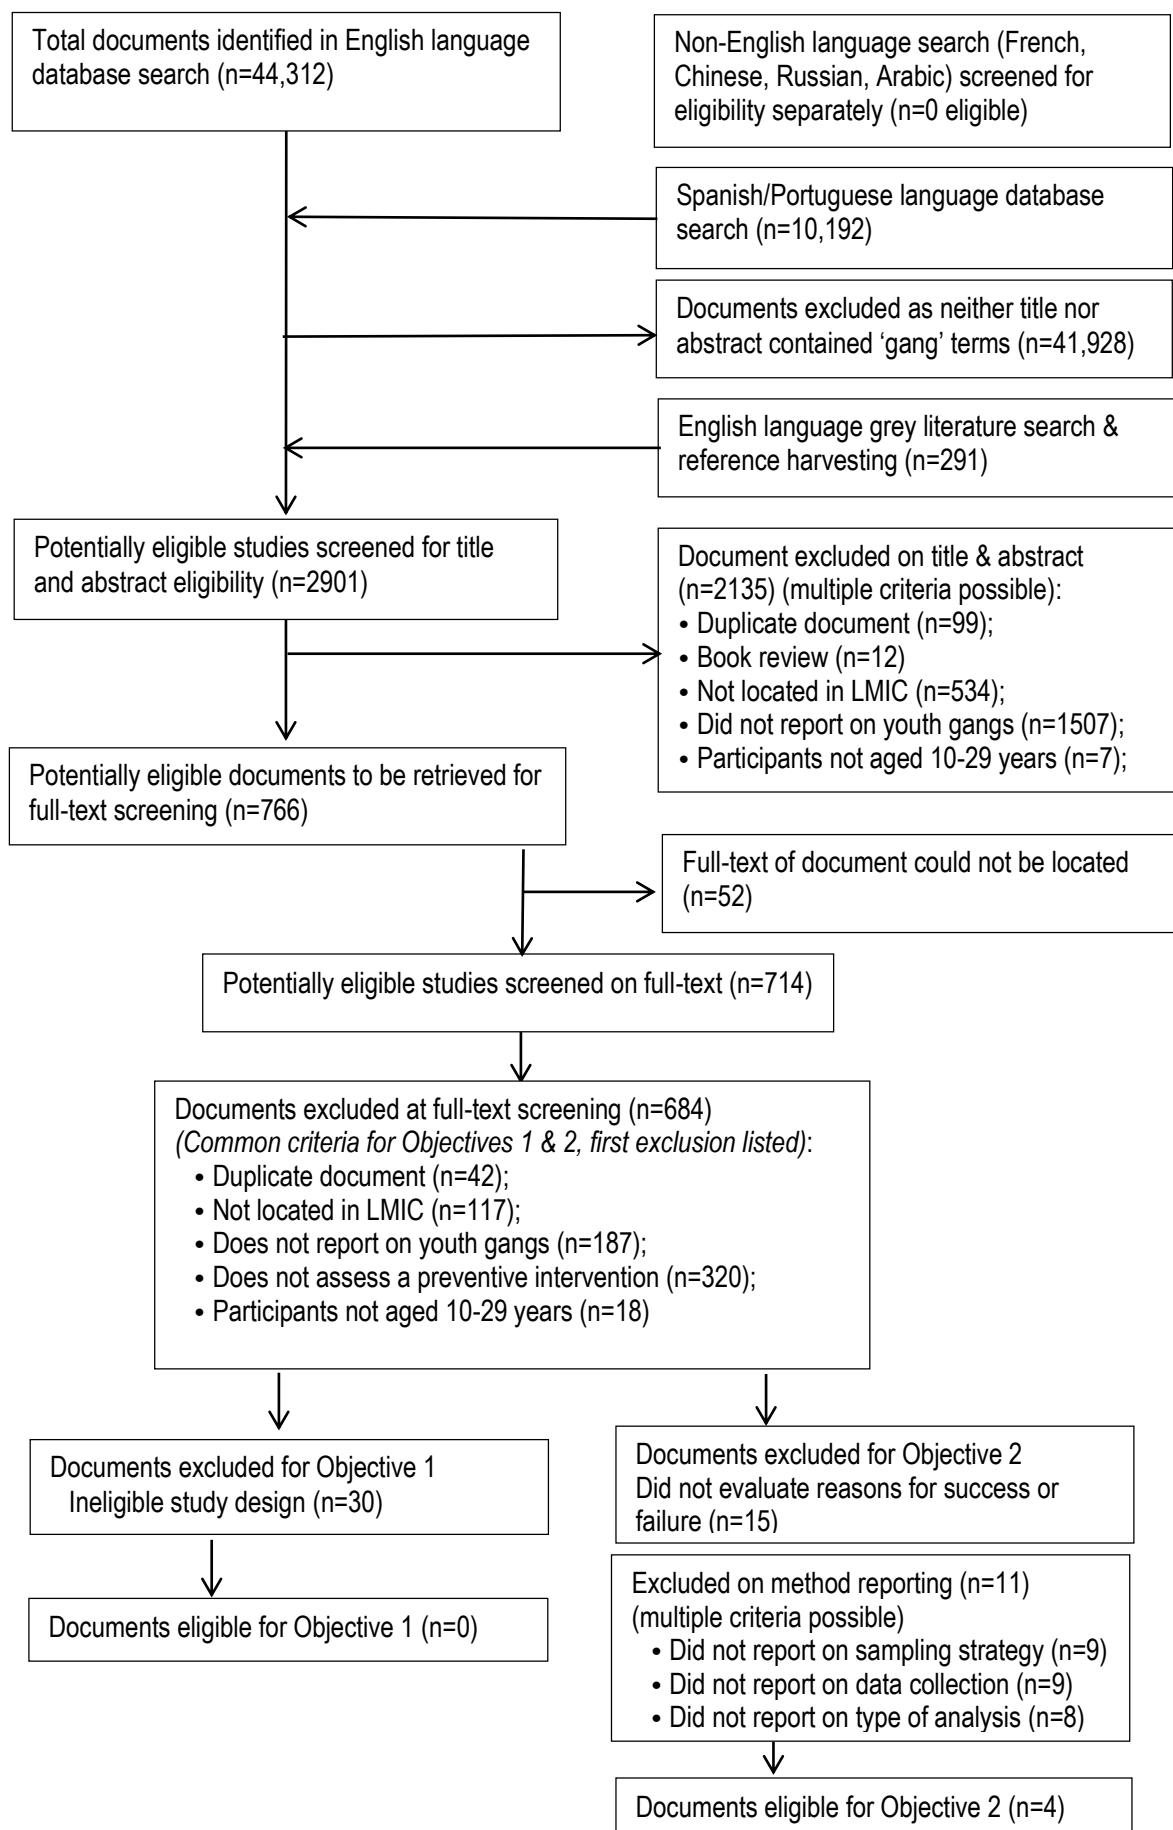 Total documents identified in English language
database search (n=44,312)
Non-English language search (French,
Chinese, Russian, Arabic) screened for
eligibility separately (n=0 eligible)
Spanish/Portuguese language database
search (n=10,192)
Documents excluded as neither title nor
abstract contained ‘gang’ terms (n=41,928)
English language grey literature search &
reference harvesting (n=291)
Potentially eligible studies screened for title
and abstract eligibility (n=2901)
Document excluded on title & abstract
(n=2135) (multiple criteria possible):
• Duplicate document (n=99);
• Book review (n=12)
• Not located in LMIC (n=534);
• Did not report on youth gangs (n=1507);
• Participants not aged 10-29 years (n=7);
Potentially eligible documents to be retrieved for
full-text screening (n=766)
Full-text of document could not be located
(n=52)
Potentially eligible studies screened on full-text (n=714)
Documents excluded at full-text screening (n=684)
(Common criteria for Objectives 1 & 2, first exclusion listed):
• Duplicate document (n=42);
• Not located in LMIC (n=117);
• Does not report on youth gangs (n=187);
• Does not assess a preventive intervention (n=320);
• Participants not aged 10-29 years (n=18)
Documents excluded for Objective 1
Ineligible study design (n=30)
Documents eligible for Objective 1 (n=0)
Documents excluded for Objective 2
Did not evaluate reasons for success or
failure (n=15)
Excluded on method reporting (n=11)
(multiple criteria possible)
• Did not report on sampling strategy (n=9)
• Did not report on data collection (n=9)
• Did not report on type of analysis (n=8)
Documents eligible for Objective 2 (n=4)